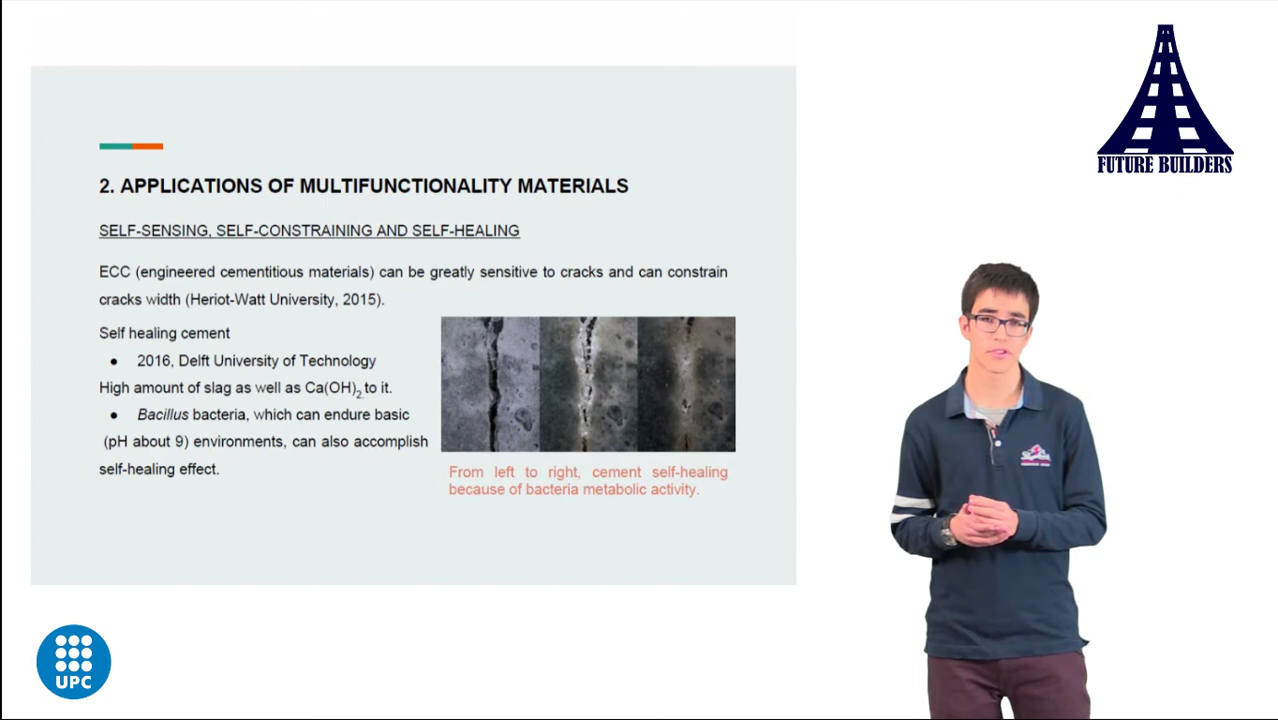 FUTURE BUILDERS
2. APPLICATIONS OF MULTIFUNCTIONALITY MATERIALS
SELF-SENSING, SELF-CONSTRAINING AND SELF-HEALING
ECC (engineered cementitious materials) can be greatly sensitive to cracks and can constrain
cracks width (Heriot-Watt University, 2015).
Self healing cement
● 2016, Delft University of Technology
High amount of slag as well as Ca(OH)₂ to it.
● Bacillus bacteria, which can endure basic
(pH about 9) environments, can also accomplish
self-healing effect.
From left to right, cement self-healing
because of bacteria metabolic activity.
UPC